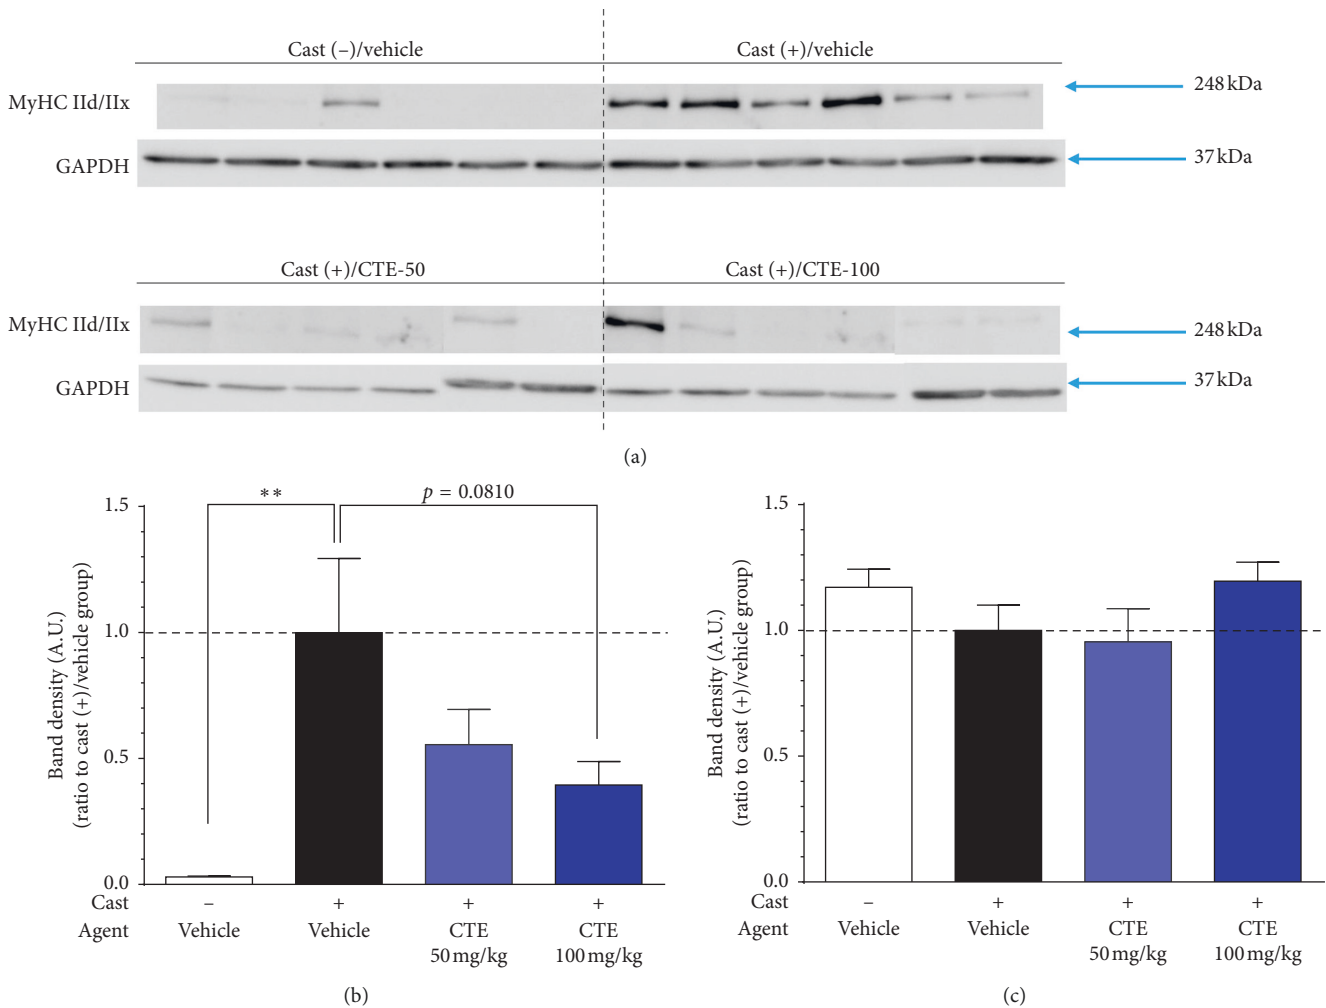 Cast (–)/vehicle
Cast (+)/vehicle
MyHC IId/IIx
248 kDa
GAPDH
37 kDa
Cast (+)/CTE-50
Cast (+)/CTE-100
MyHC IId/IIx
248 kDa
GAPDH
37 kDa
(a)
Band density (A.U.)
(ratio to cast (+)/vehicle group)
1.5
1.0
0.5
0.0
**
p = 0.0810
Cast – + + +
Agent Vehicle Vehicle CTE CTE
50 mg/kg 100 mg/kg
(b)
Band density (A.U.)
(ratio to cast (+)/vehicle group)
1.5
1.0
0.5
0.0
Cast – + + +
Agent Vehicle Vehicle CTE CTE
50 mg/kg 100 mg/kg
(c)